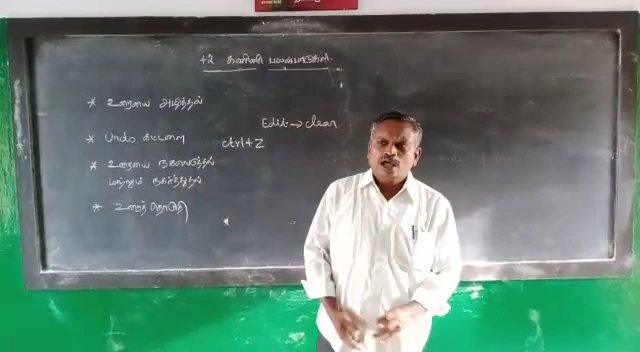 +2 கணினி பயன்பாடுகள்
* உரையை அழித்தல்
Edit → clear
* Undo கட்டளை ctrl+Z
* உரையை நகலெடுத்தல்
மற்றும் நகர்த்துதல்
* உரைத் தொகுதி